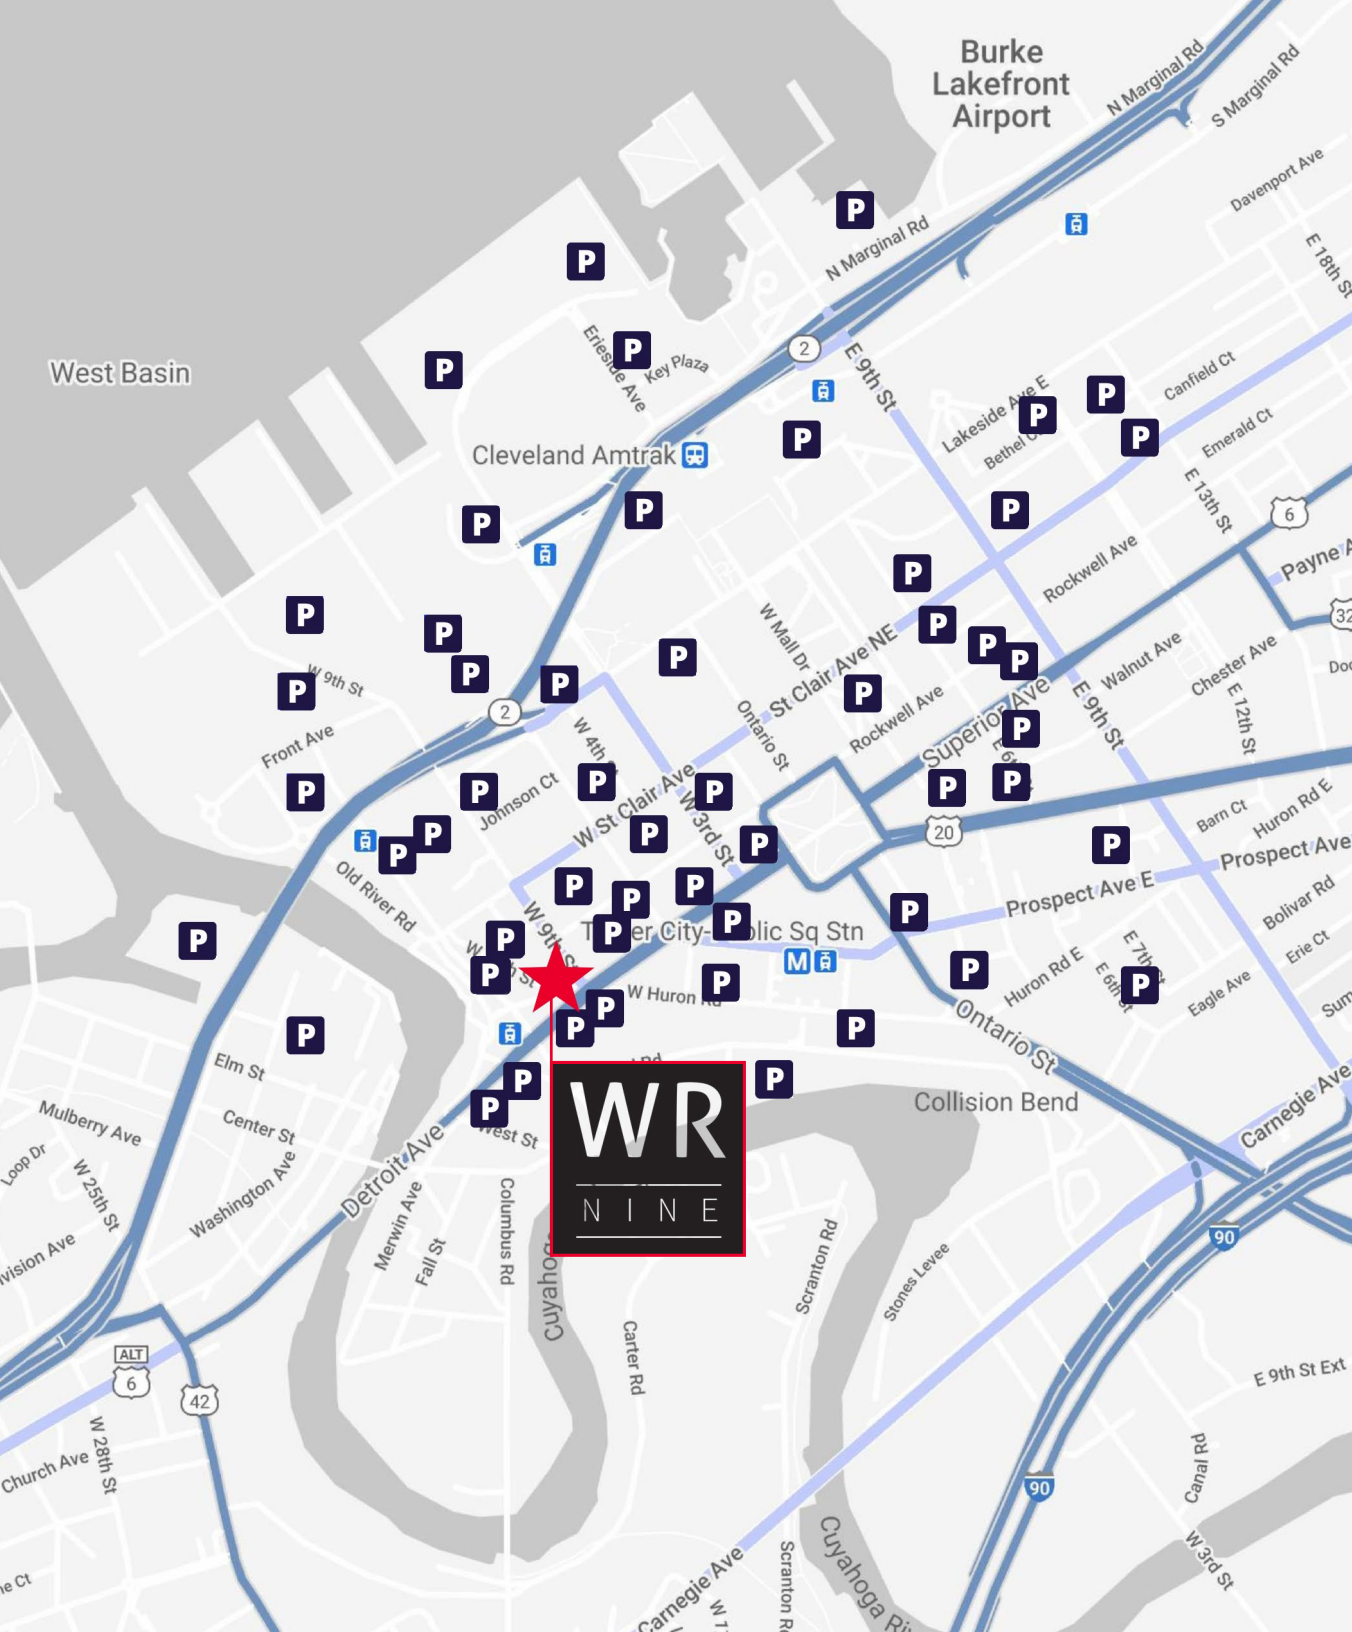 Burke
Lakefront
Airport
N Marginal Rd
S Marginal Rd
Davenport Ave
E 18th St
P
N Marginal Rd
P
West Basin
Erieside Ave
P
Key Plaza
P
2
E 9th St
Canfield Ct
Lakeside Ave E
P
P
Bethel
P
Emerald Ct
Cleveland Amtrak
P
E 13th St
6
P
P
P
Payne
Rockwell Ave
P
32
W Mall Dr
P
P
P
P
St Clair Ave NE
P
P
Walnut Ave
Chester Ave
E 12th St
W 9th St
P
P
P
P
P
2
Front Ave
Ontario St
Rockwell Ave
Superior Ave
E 9th St
P
W 4th
P
P
Johnson Ct
P
W St Clair Ave
P
W 3rd St
P
P
20
Barn Ct
Huron Rd E
P
P
P
P
P
Prospect Ave
Old River Rd
P
P
P
Prospect Ave E
Bolivar Rd
P
P
P
P
P
W 9th St
P
er City-
lic Sq Stn
M
E 7th St
Erie Ct
P
P
W Huron
P
Huron Rd E
E 6th St
P
Eagle Ave
P
P
P
P
Ontario St
Elm St
Rd
P
P
P
Collision Bend
Carnegie Ave
Mulberry Ave
Center St
West St
WR
NINE
Loop Dr
W 25th St
Washington Ave
Detroit Ave
Merwin Ave
Fall St
Columbus Rd
Scranton Rd
Stones Levee
90
Carter Rd
ALT
6
42
E 9th St Ext
W 28th St
Church Ave
Canal Rd
90
Cuyahoga
W 3rd St
Carnegie Ave
Scranton